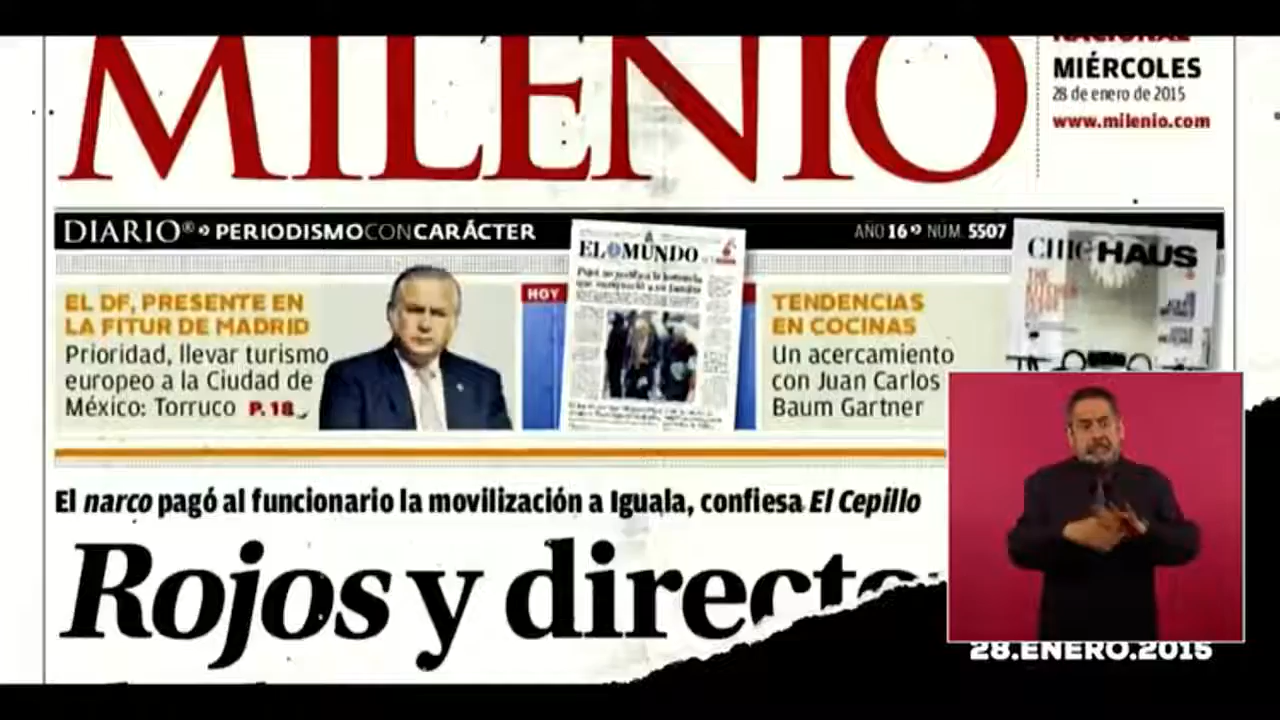 MILENIO
NACIONAL
MIÉRCOLES
28 de enero de 2015
www.milenio.com
DIARIO® PERIODISMOCONCARÁCTER
AÑO 16 NÚM. 5507
EL DF, PRESENTE EN
LA FITUR DE MADRID
Prioridad, llevar turismo
europeo a la Ciudad de
México: Torruco P. 18
HOY
EL MUNDO
TENDENCIAS
EN COCINAS
Un acercamiento
con Juan Carlos
Baum Gartner
CHIC HAUS
El narco pagó al funcionario la movilización a Iguala, confiesa El Cepillo
Rojos y directo
28.ENERO.2015